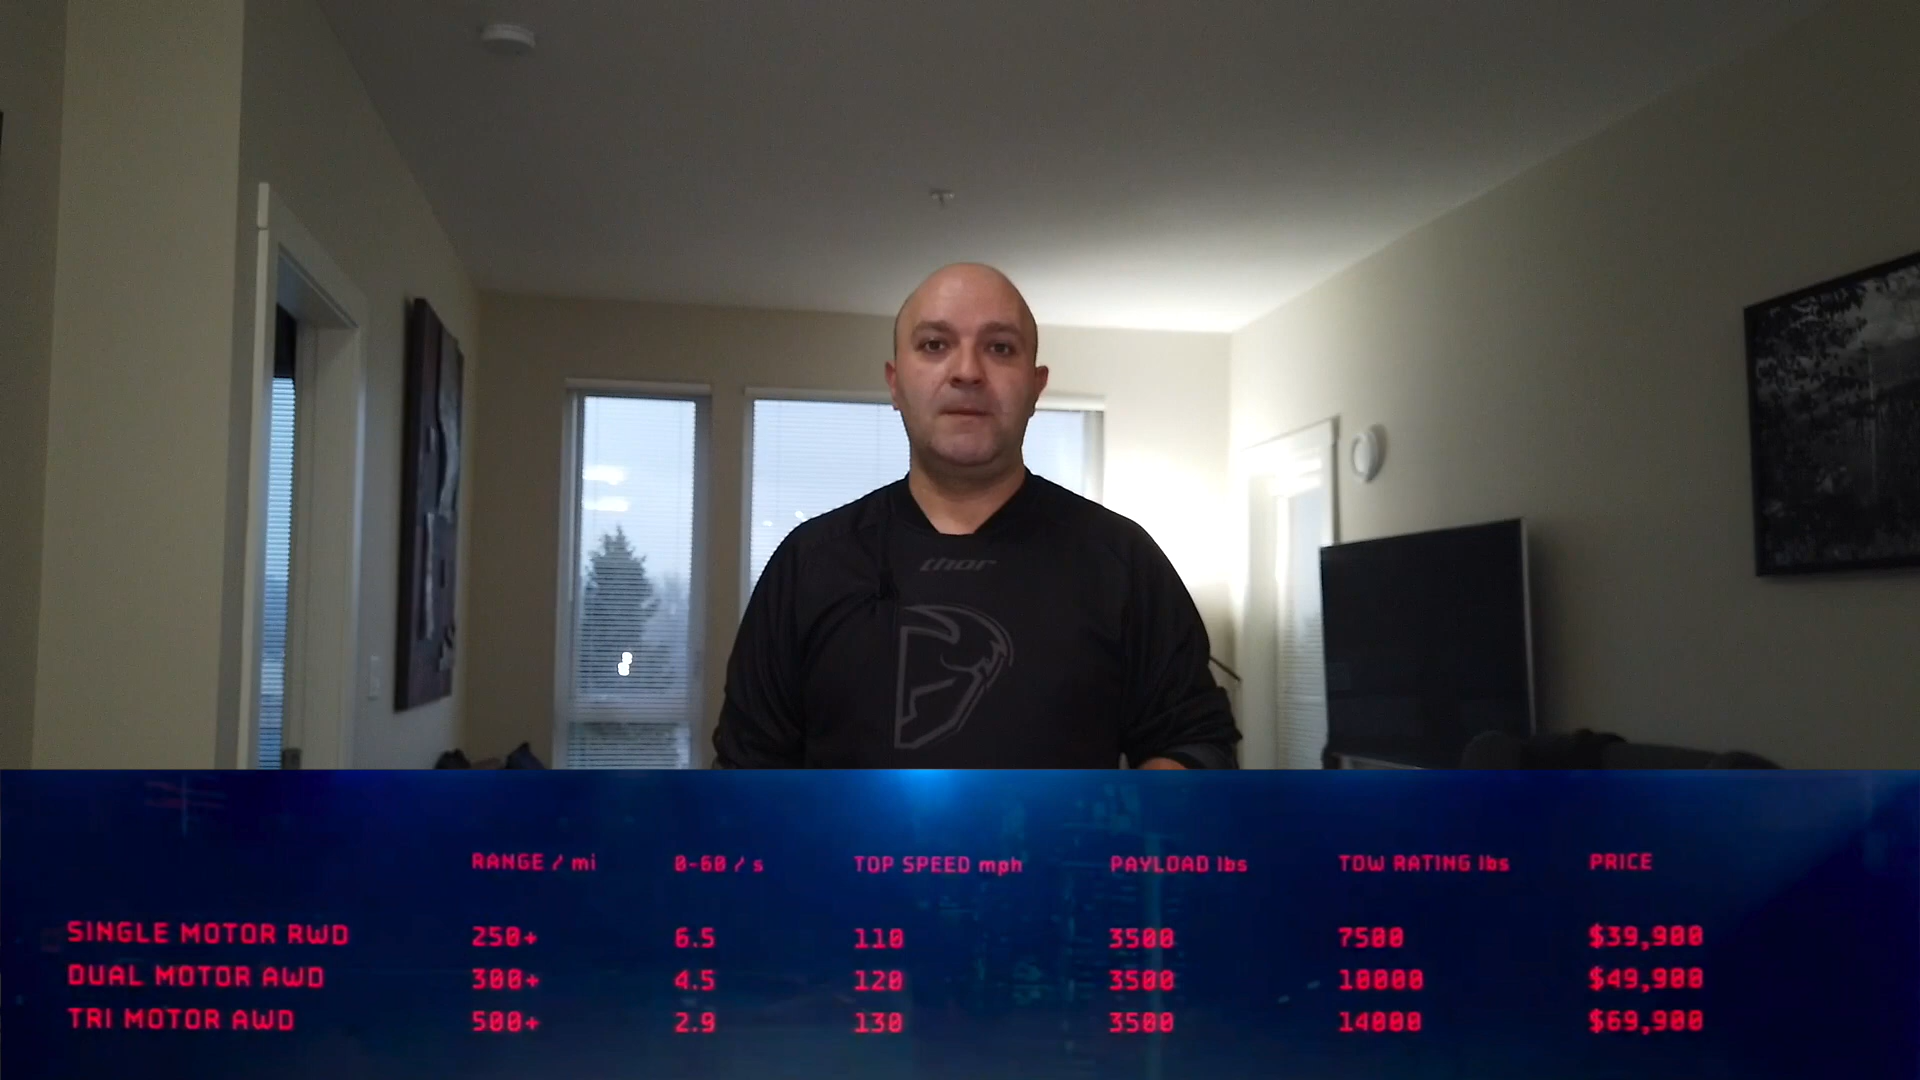 thor
RANGE / mi 0-60 / s TOP SPEED mph PAYLOAD lbs TOW RATING lbs PRICE
SINGLE MOTOR RWD 250+ 6.5 110 3500 7500 $39,900
DUAL MOTOR AWD 300+ 4.5 120 3500 10000 $49,900
TRI MOTOR AWD 500+ 2.9 130 3500 14000 $69,900